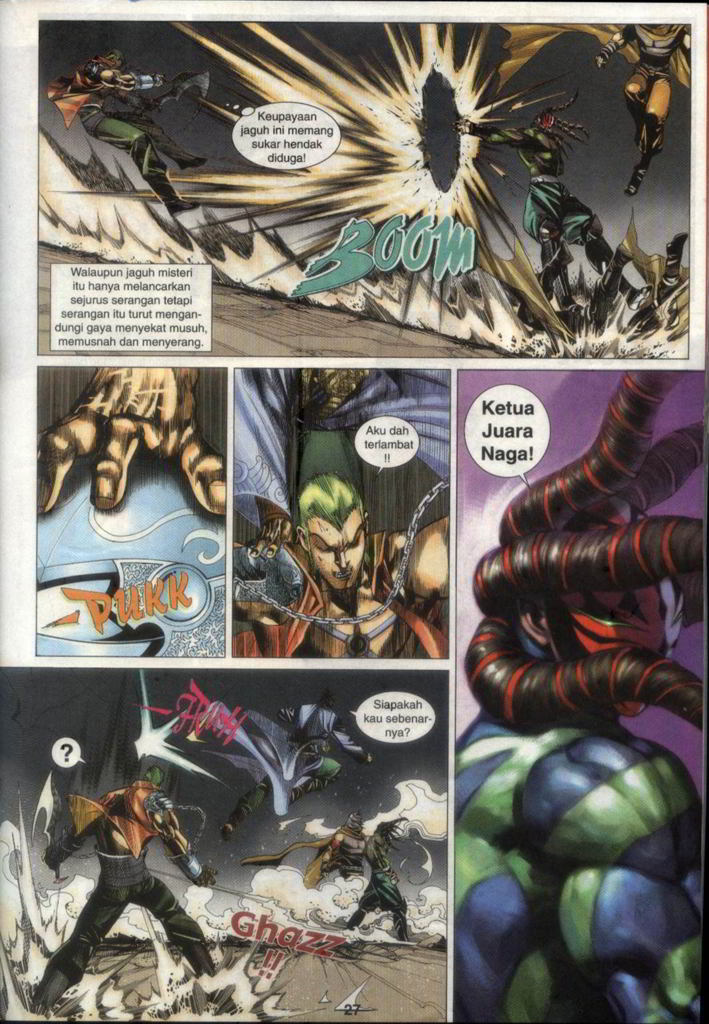 Keupayaan
jaguh ini memang
sukar hendak
diduga!
BOOM
Walaupun jaguh misteri
itu hanya melancarkan
sejurus serangan tetapi
serangan itu turut mengan-
dungi gaya menyekat musuh,
memusnah dan menyerang.
PUKK
Aku dah
terlambat
!!
Ketua
Juara
Naga!
?
Siapakah
kau sebenar-
nya?
Ghazz
!!
27